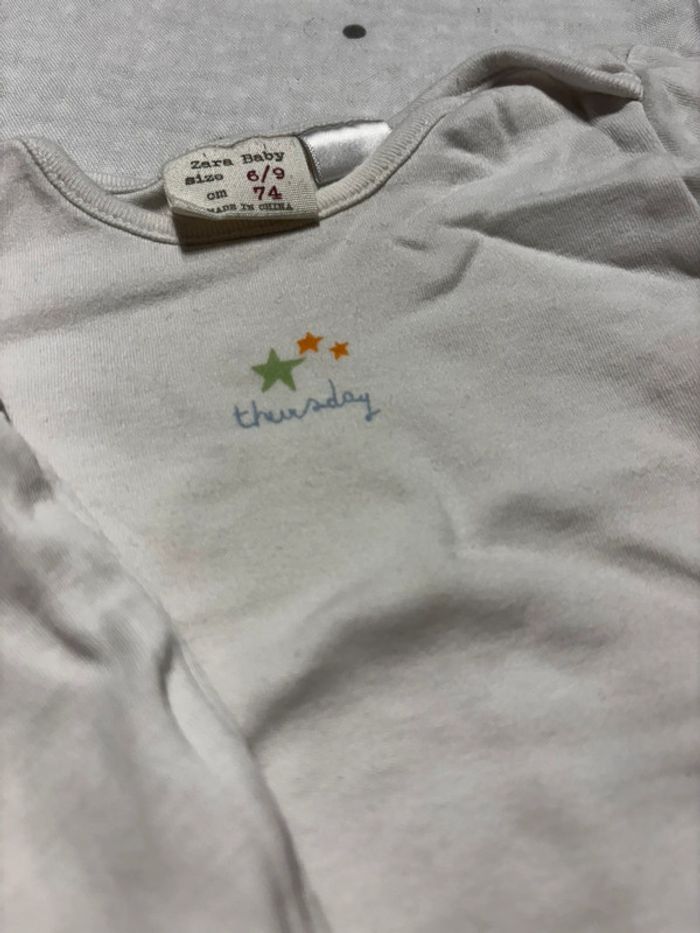 Zara Baby
size 6/9
cm 74
MADE IN CHINA
thursday